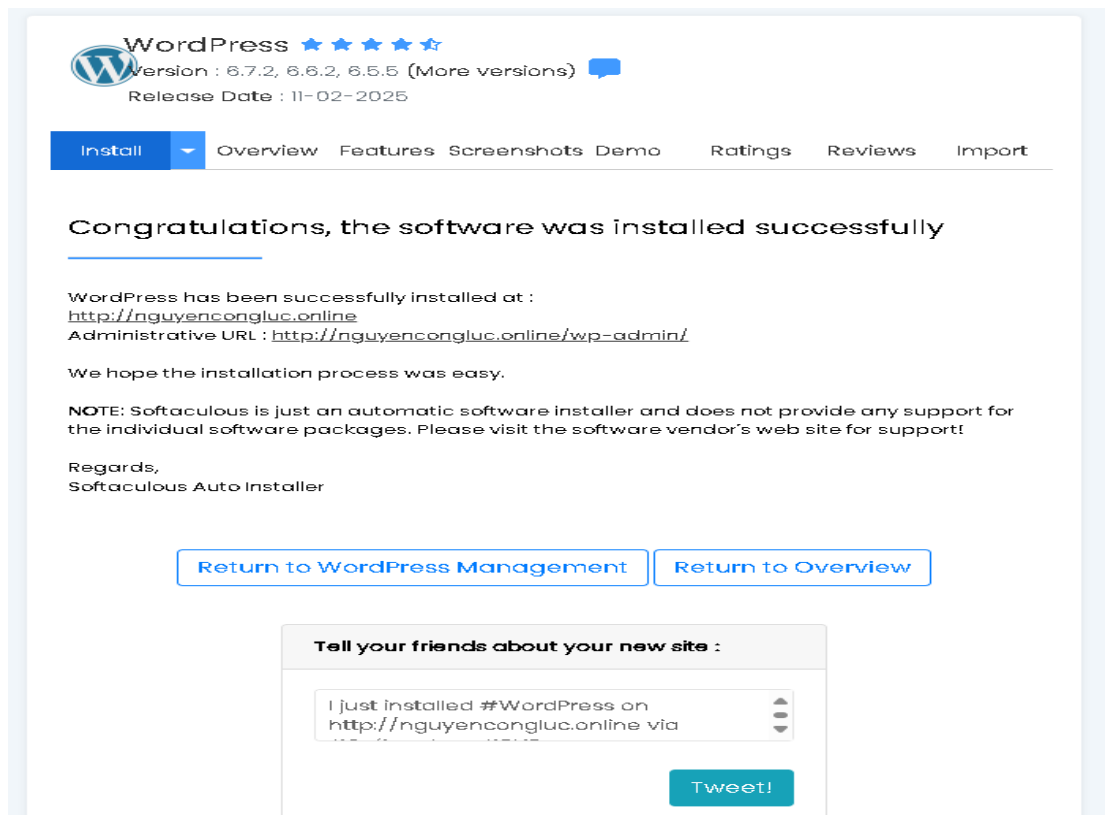 WordPress
Version : 6.7.2, 6.6.2, 6.5.5 (More versions)
Release Date : 11-02-2025
Install Overview Features Screenshots Demo Ratings Reviews Import
Congratulations, the software was installed successfully
WordPress has been successfully installed at :
http://nguyencongluc.online
Administrative URL : http://nguyencongluc.online/wp-admin/
We hope the installation process was easy.
NOTE: Softaculous is just an automatic software installer and does not provide any support for
the individual software packages. Please visit the software vendor's web site for support!
Regards,
Softaculous Auto Installer
Return to WordPress Management Return to Overview
Tell your friends about your new site :
I just installed #WordPress on
http://nguyencongluc.online via
Tweet!